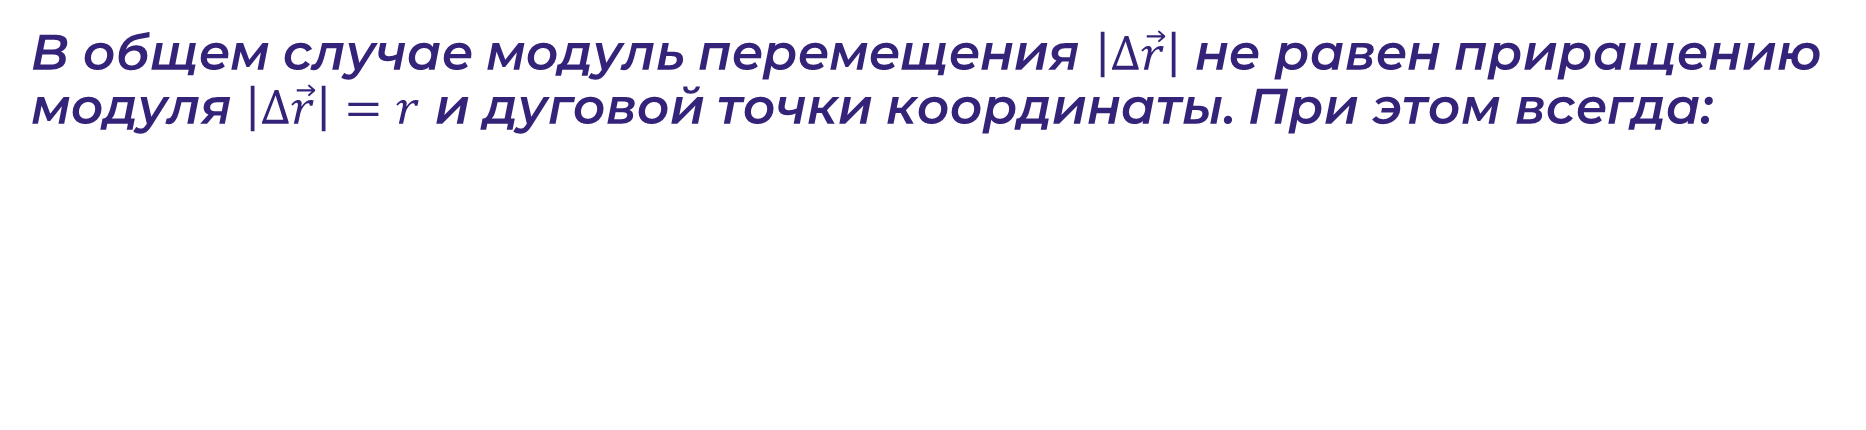 В общем случае модуль перемещения |Δr⃗| не равен приращению
модуля |Δr⃗| = r и дуговой точки координаты. При этом всегда: